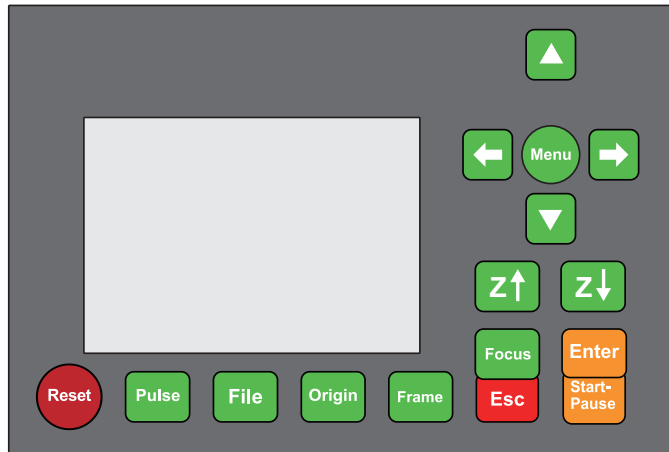 Menu
Z
Z
Focus
Enter
Reset
Pulse
File
Origin
Frame
Esc
Start-
Pause